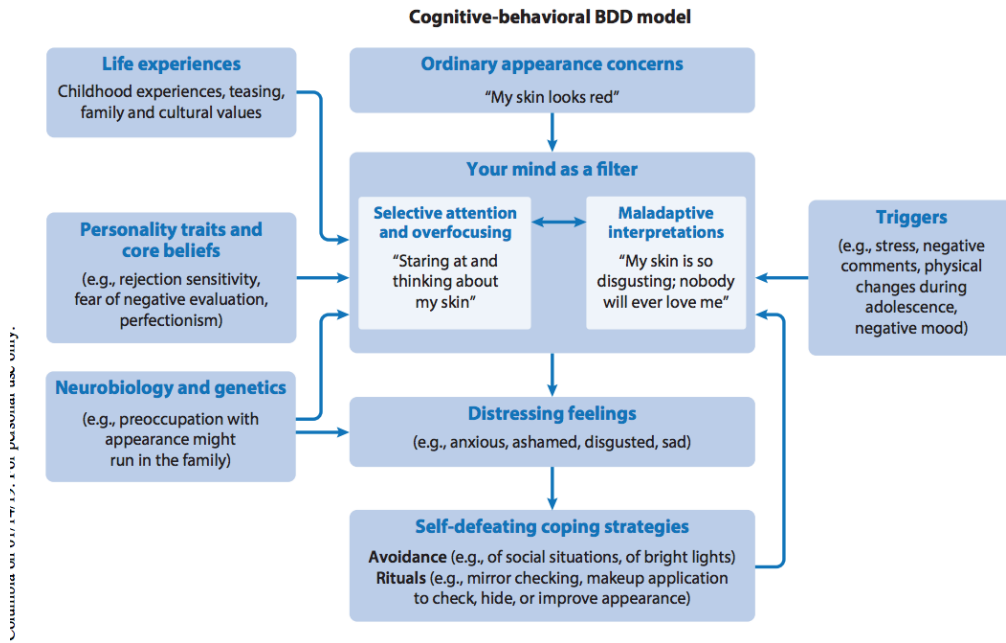 Cognitive-behavioral BDD model
Life experiences
Childhood experiences, teasing,
family and cultural values
Ordinary appearance concerns
“My skin looks red”
Your mind as a filter
Selective attention
and overfocusing
“Staring at and
thinking about
my skin”
Maladaptive
interpretations
“My skin is so
disgusting; nobody
will ever love me”
Personality traits and
core beliefs
(e.g., rejection sensitivity,
fear of negative evaluation,
perfectionism)
Triggers
(e.g., stress, negative
comments, physical
changes during
adolescence,
negative mood)
Neurobiology and genetics
(e.g., preoccupation with
appearance might
run in the family)
Distressing feelings
(e.g., anxious, ashamed, disgusted, sad)
Self-defeating coping strategies
Avoidance (e.g., of social situations, of bright lights)
Rituals (e.g., mirror checking, makeup application
to check, hide, or improve appearance)
For personal use only.